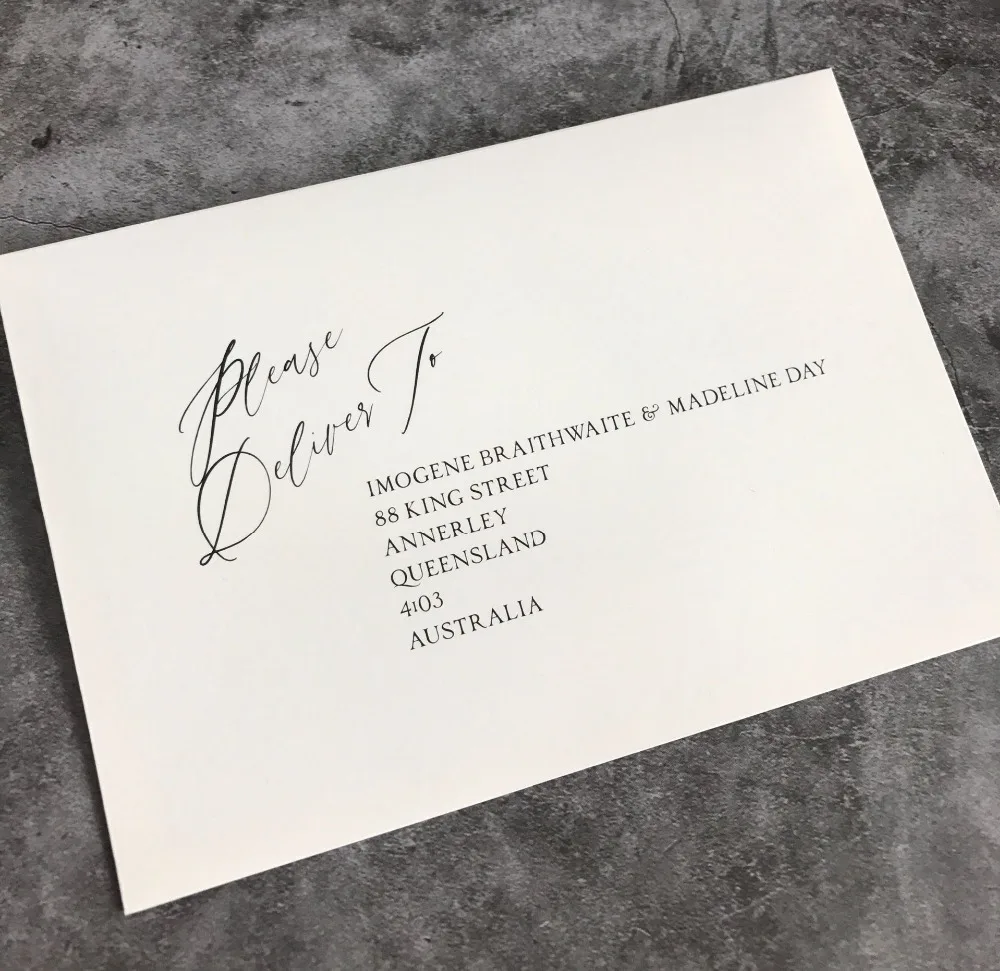 Please
Deliver To
IMOGENE BRAITHWAITE & MADELINE DAY
88 KING STREET
ANNERLEY
QUEENSLAND
4103
AUSTRALIA